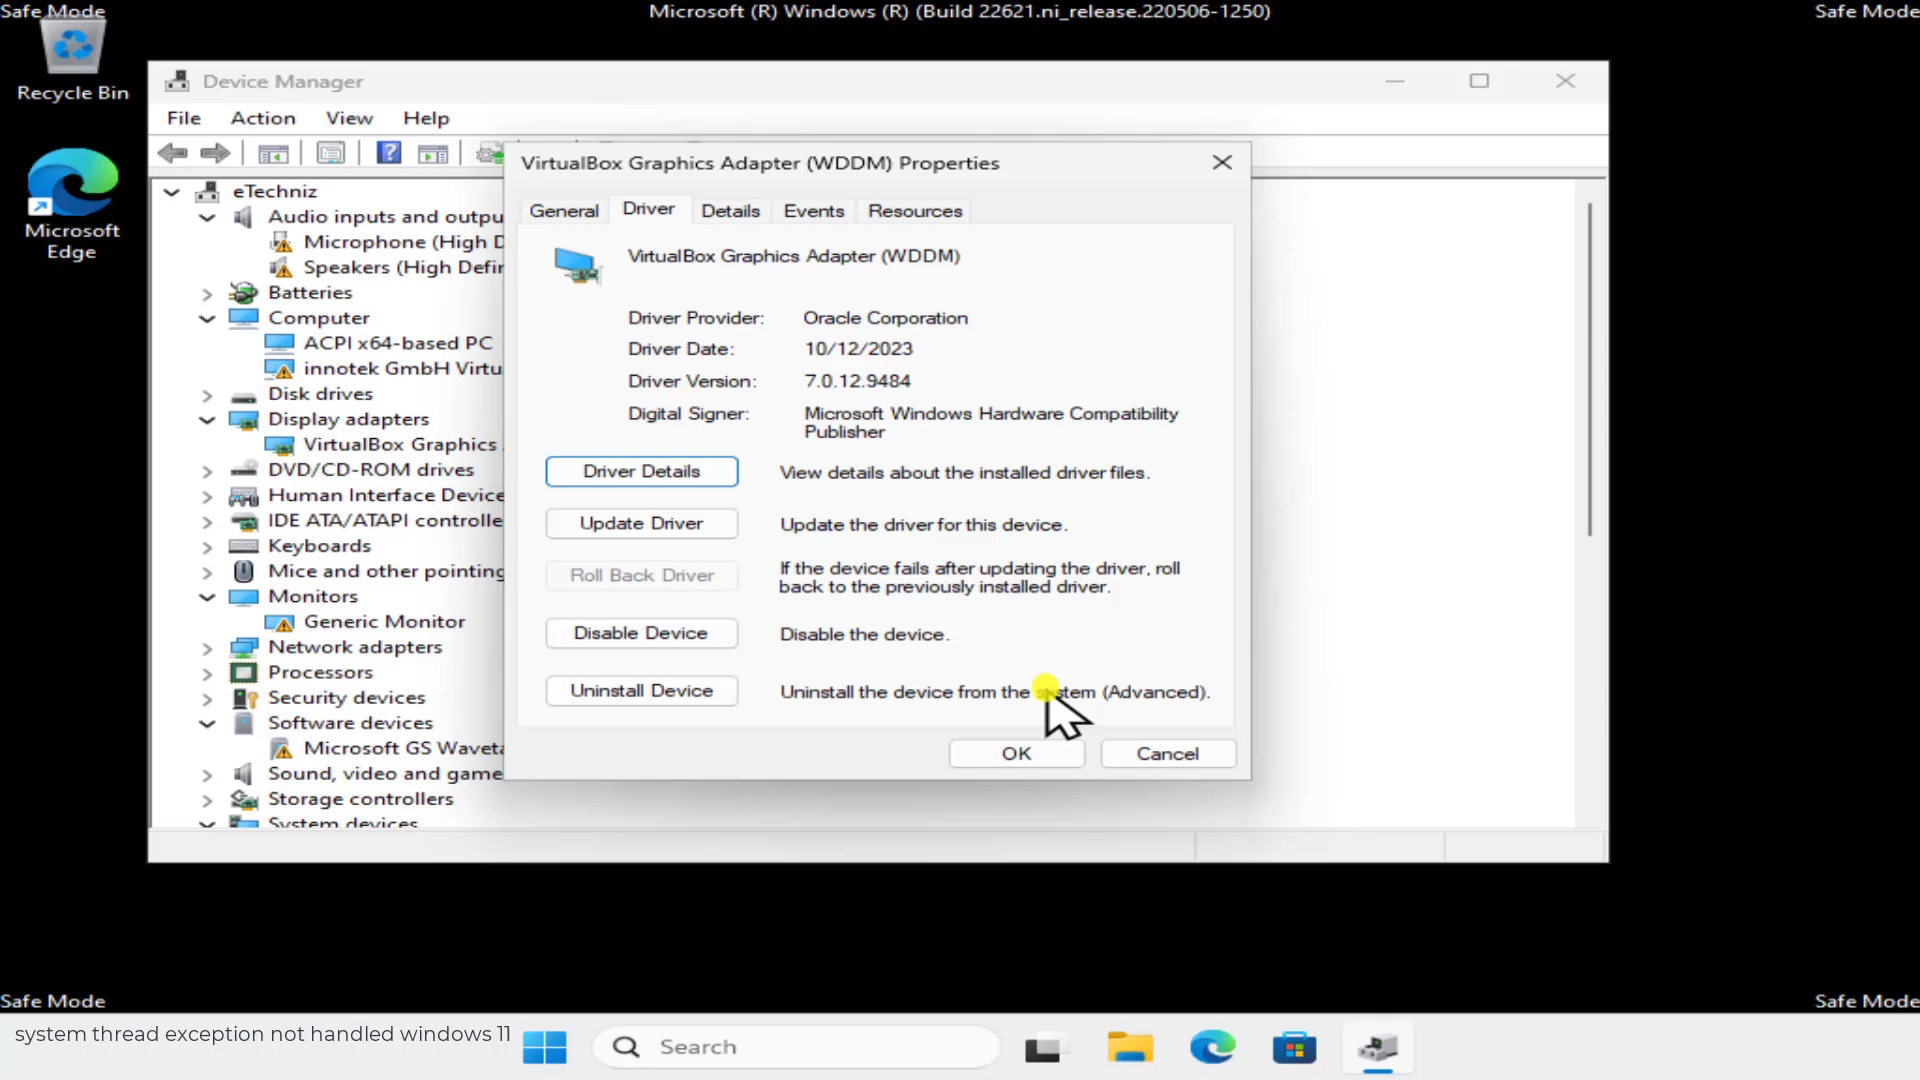 Safe Mode
Microsoft (R) Windows (R) (Build 22621.ni_release.220506-1250)
Safe Mode
Recycle Bin
Microsoft
Edge
Device Manager
File Action View Help
eTechniz
Audio inputs and outpu
Microphone (High D
Speakers (High Defir
Batteries
Computer
ACPI x64-based PC
innotek GmbH Virtu
Disk drives
Display adapters
VirtualBox Graphics
DVD/CD-ROM drives
Human Interface Device
IDE ATA/ATAPI controlle
Keyboards
Mice and other pointing
Monitors
Generic Monitor
Network adapters
Processors
Security devices
Software devices
Microsoft GS Waveta
Sound, video and game
Storage controllers
System devices
VirtualBox Graphics Adapter (WDDM) Properties
General Driver Details Events Resources
VirtualBox Graphics Adapter (WDDM)
Driver Provider: Oracle Corporation
Driver Date: 10/12/2023
Driver Version: 7.0.12.9484
Digital Signer: Microsoft Windows Hardware Compatibility
Publisher
Driver Details View details about the installed driver files.
Update Driver Update the driver for this device.
Roll Back Driver If the device fails after updating the driver, roll
back to the previously installed driver.
Disable Device Disable the device.
Uninstall Device Uninstall the device from the system (Advanced).
OK Cancel
Safe Mode
Safe Mode
system thread exception not handled windows 11
Search